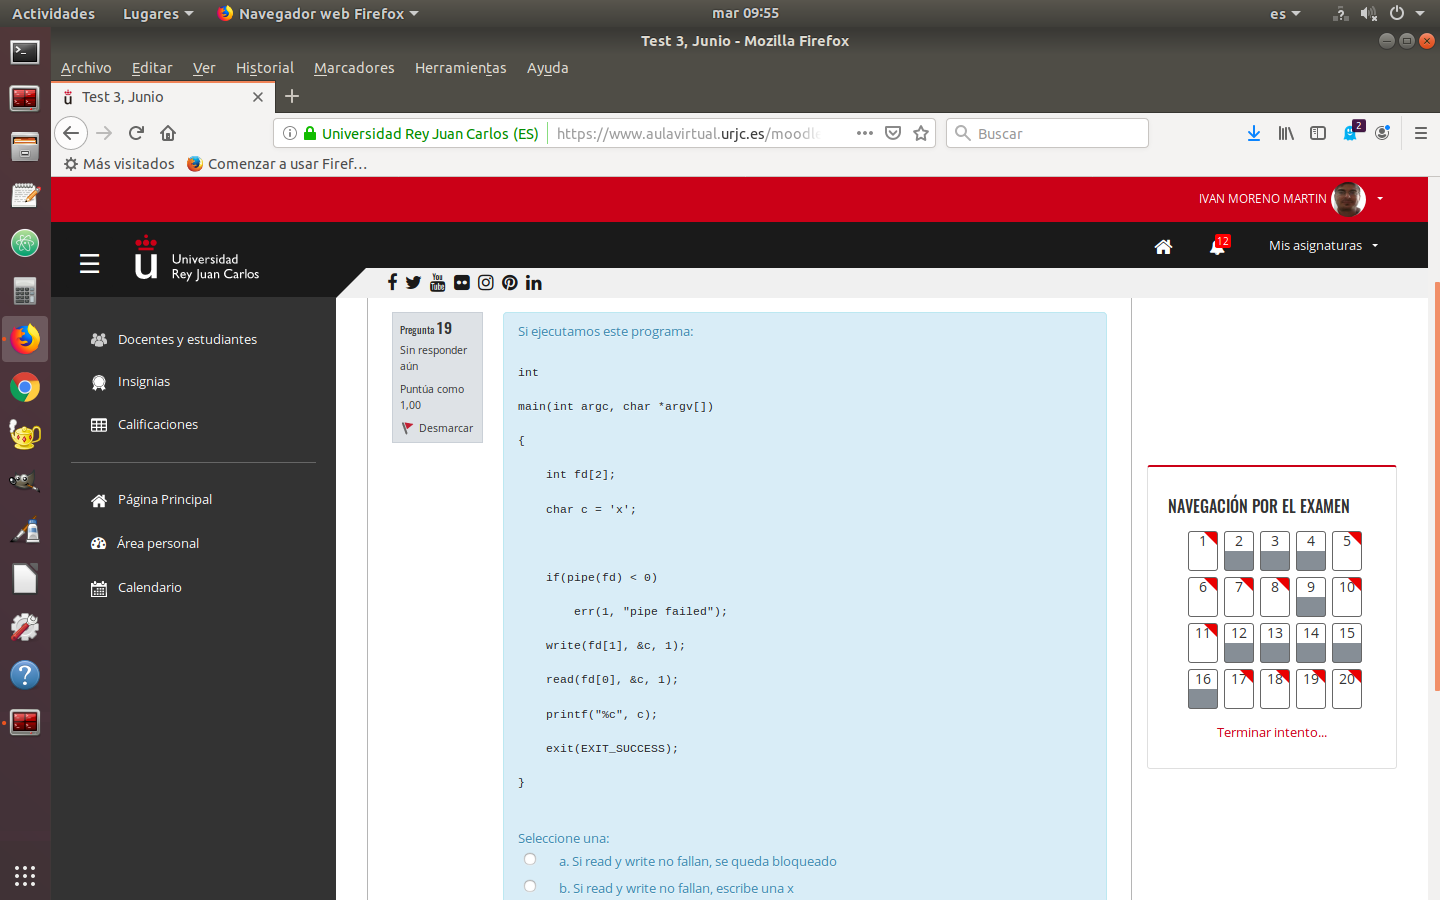 Actividades Lugares Navegador web Firefox mar 09:55 es
Test 3, Junio - Mozilla Firefox
Archivo Editar Ver Historial Marcadores Herramientas Ayuda
Test 3, Junio
Universidad Rey Juan Carlos (ES) https://www.aulavirtual.urjc.es/moodle Buscar 2
Más visitados Comenzar a usar Firef…
IVAN MORENO MARTIN
Universidad
Rey Juan Carlos
12 Mis asignaturas
You Tube
Docentes y estudiantes
Insignias
Calificaciones
Página Principal
Área personal
Calendario
Pregunta 19
Sin responder
aún
Puntúa como
1,00
Desmarcar
Si ejecutamos este programa:
int
main(int argc, char *argv[])
{
int fd[2];
char c = 'x';
if(pipe(fd) < 0)
err(1, "pipe failed");
write(fd[1], &c, 1);
read(fd[0], &c, 1);
printf("%c", c);
exit(EXIT_SUCCESS);
}
Seleccione una:
a. Si read y write no fallan, se queda bloqueado
b. Si read y write no fallan, escribe una x
NAVEGACIÓN POR EL EXAMEN
1 2 3 4 5
6 7 8 9 10
11 12 13 14 15
16 17 18 19 20
Terminar intento...